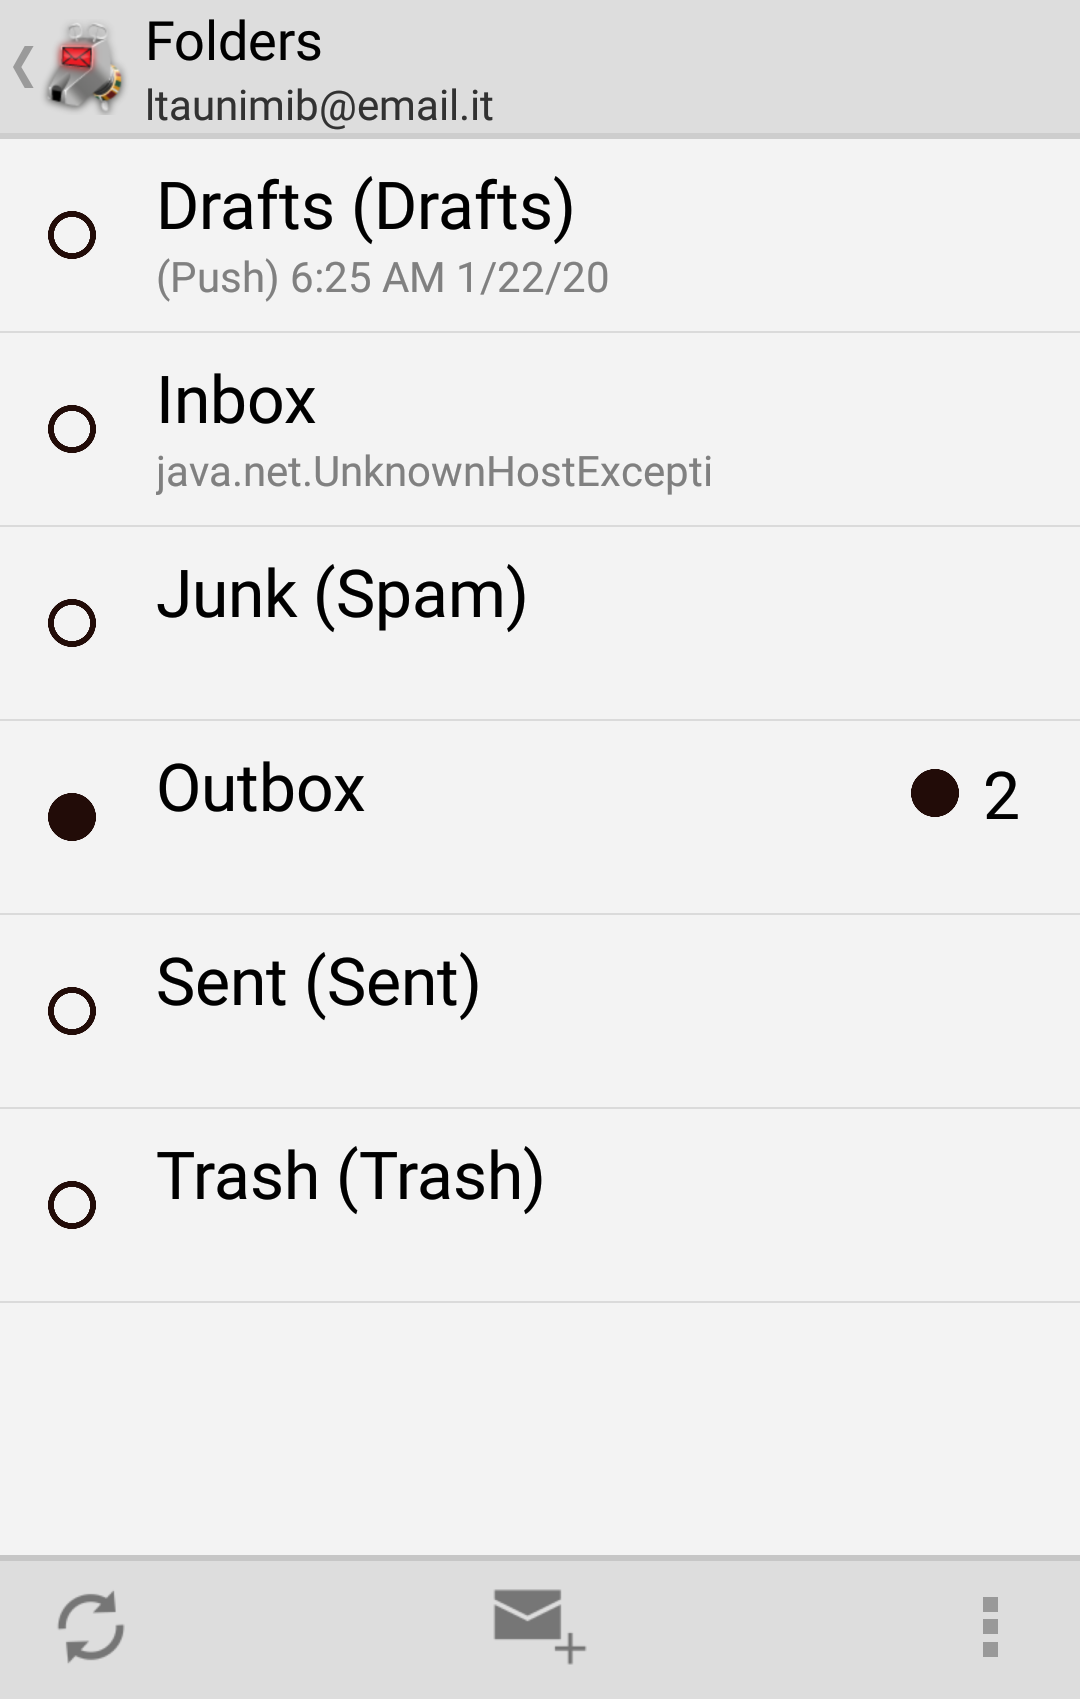 Folders
ltaunimib@email.it
Drafts (Drafts)
(Push) 6:25 AM 1/22/20
Inbox
java.net.UnknownHostExcepti
Junk (Spam)
Outbox 2
Sent (Sent)
Trash (Trash)